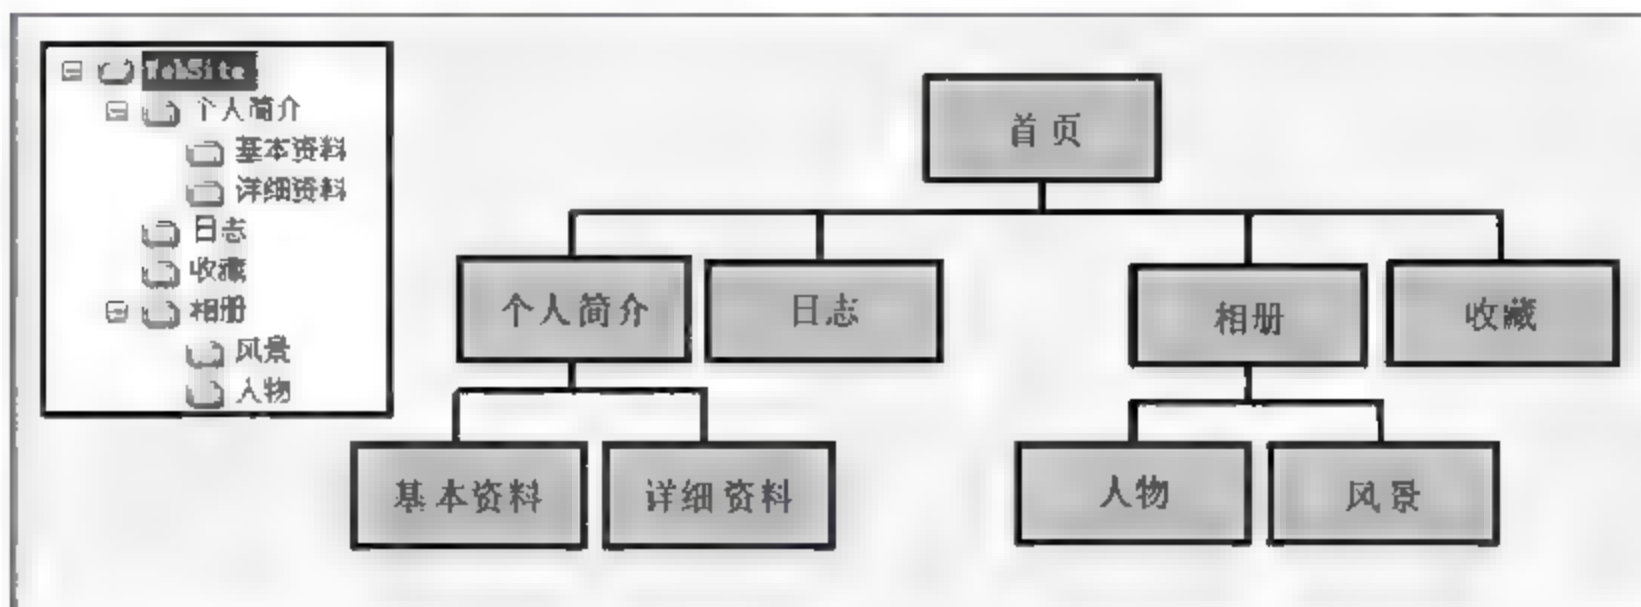 WebSite
个人简介
基本资料
详细资料
日志
收藏
相册
风景
人物
首页
个人简介 日志 相册 收藏
基本资料 详细资料 人物 风景